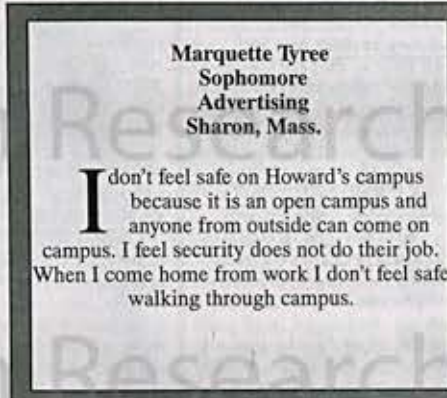 Marquette Tyree
Sophomore
Advertising
Sharon, Mass.
I don't feel safe on Howard's campus
because it is an open campus and
anyone from outside can come on
campus. I feel security does not do their job.
When I come home from work I don't feel safe
walking through campus.
Research
Research